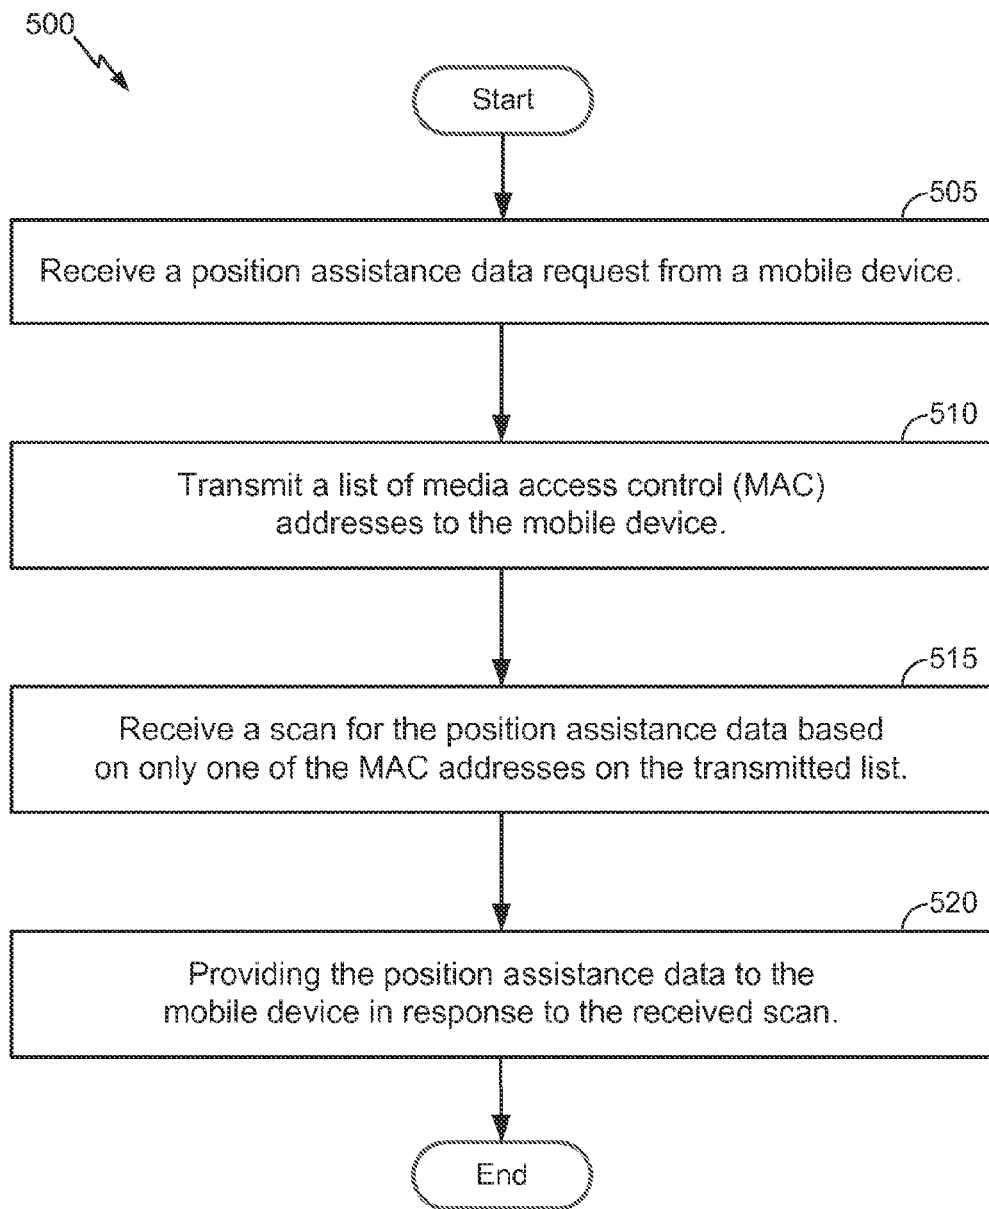 500
Start
505
Receive a position assistance data request from a mobile device.
510
Transmit a list of media access control (MAC)
addresses to the mobile device.
515
Receive a scan for the position assistance data based
on only one of the MAC addresses on the transmitted list.
520
Providing the position assistance data to the
mobile device in response to the received scan.
End